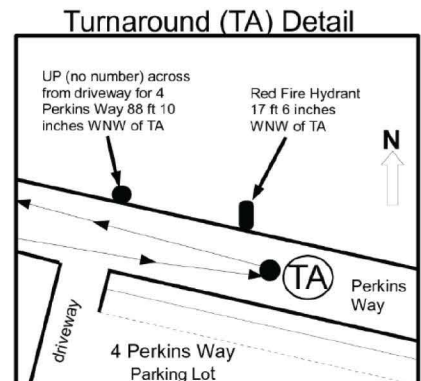 Turnaround (TA) Detail
UP (no number) across
from driveway for 4
Perkins Way 88 ft 10
inches WNW of TA
Red Fire Hydrant
17 ft 6 inches
WNW of TA
N
TA
Perkins
Way
driveway
4 Perkins Way
Parking Lot